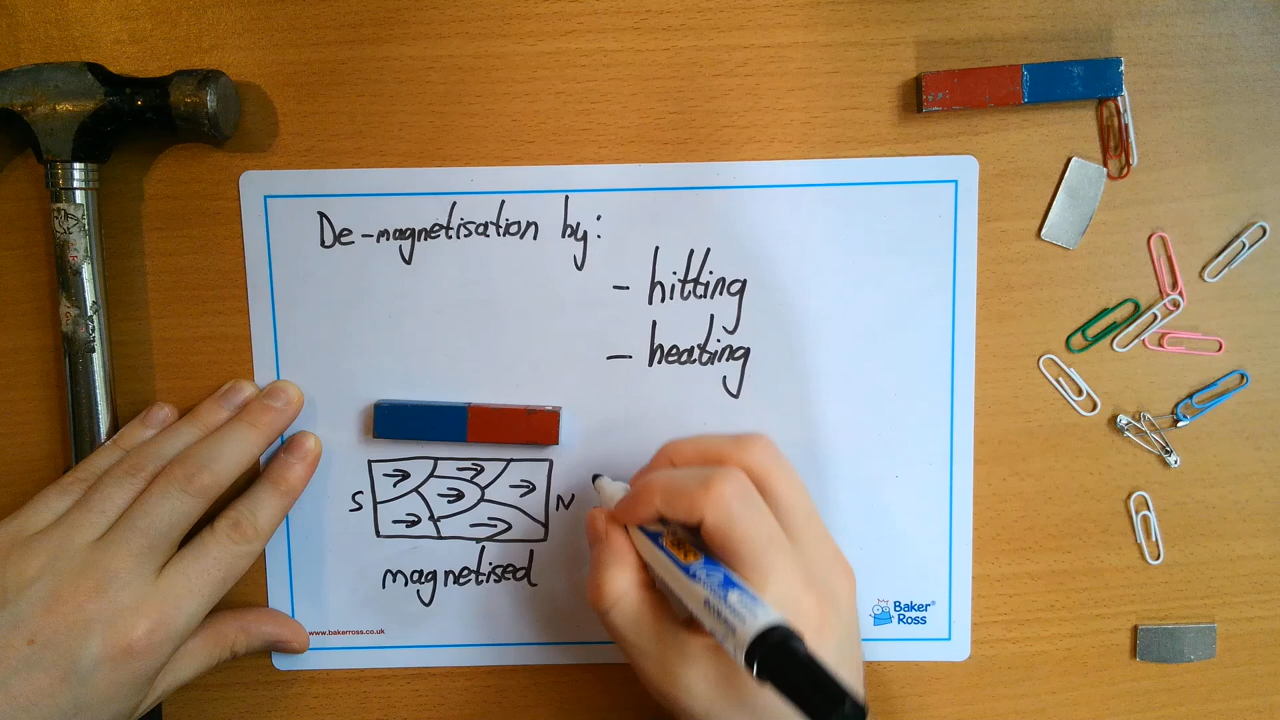 De-magnetisation by:
- hitting
- heating
S N
magnetised
www.bakerross.co.uk
Baker
Ross